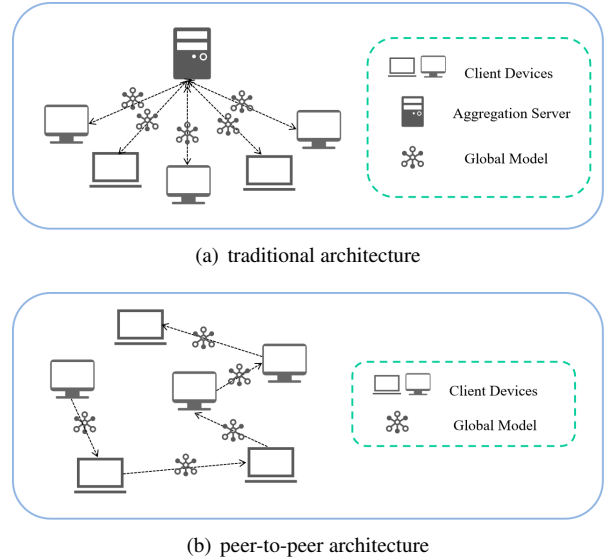 Client Devices
Aggregation Server
Global Model
(a) traditional architecture
Client Devices
Global Model
(b) peer-to-peer architecture